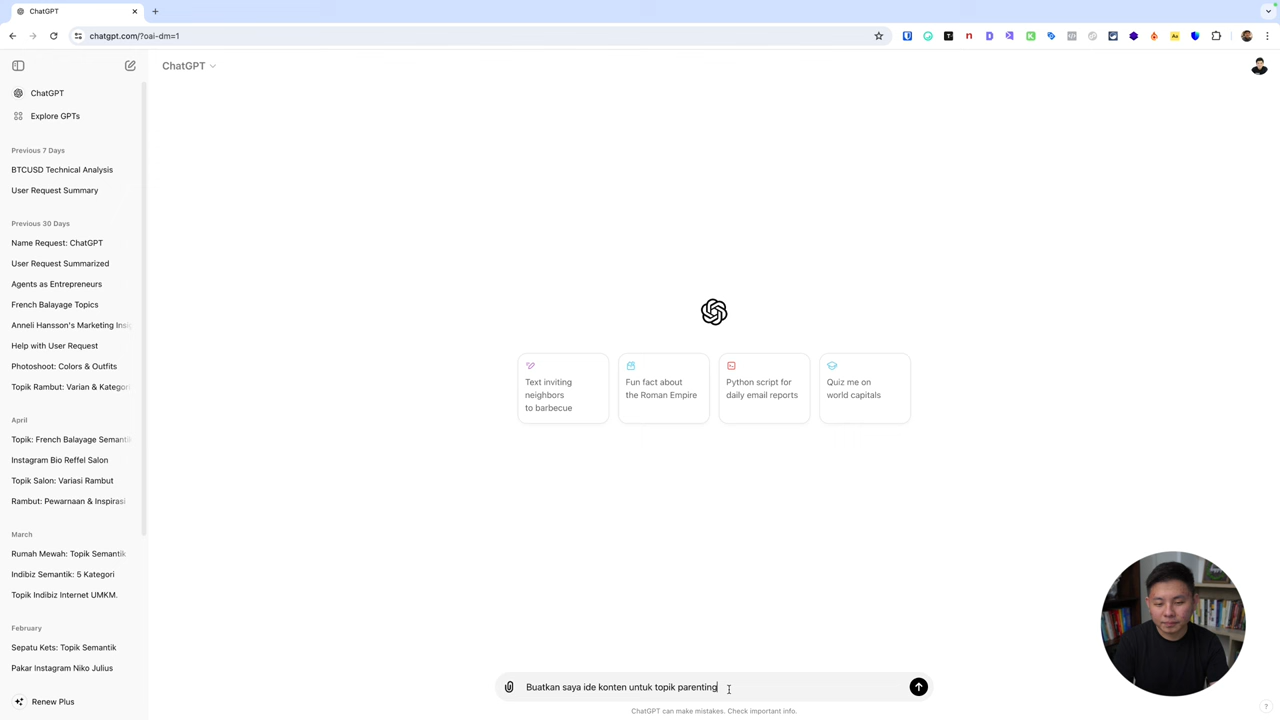 ChatGPT
chatgpt.com/?oai-dm=1
ChatGPT
ChatGPT
Explore GPTs
Previous 7 Days
BTCUSD Technical Analysis
User Request Summary
Previous 30 Days
Name Request: ChatGPT
User Request Summarized
Agents as Entrepreneurs
French Balayage Topics
Anneli Hansson's Marketing Insi
Help with User Request
Photoshoot: Colors & Outfits
Topik Rambut: Varian & Kategori
April
Topik: French Balayage Semantik
Instagram Bio Reffel Salon
Topik Salon: Variasi Rambut
Rambut: Pewarnaan & Inspirasi
March
Rumah Mewah: Topik Semantik
Indibiz Semantik: 5 Kategori
Topik Indibiz Internet UMKM.
February
Sepatu Kets: Topik Semantik
Pakar Instagram Niko Julius
Renew Plus
Text inviting
neighbors
to barbecue
Fun fact about
the Roman Empire
Python script for
daily email reports
Quiz me on
world capitals
Buatkan saya ide konten untuk topik parenting
ChatGPT can make mistakes. Check important info.
?